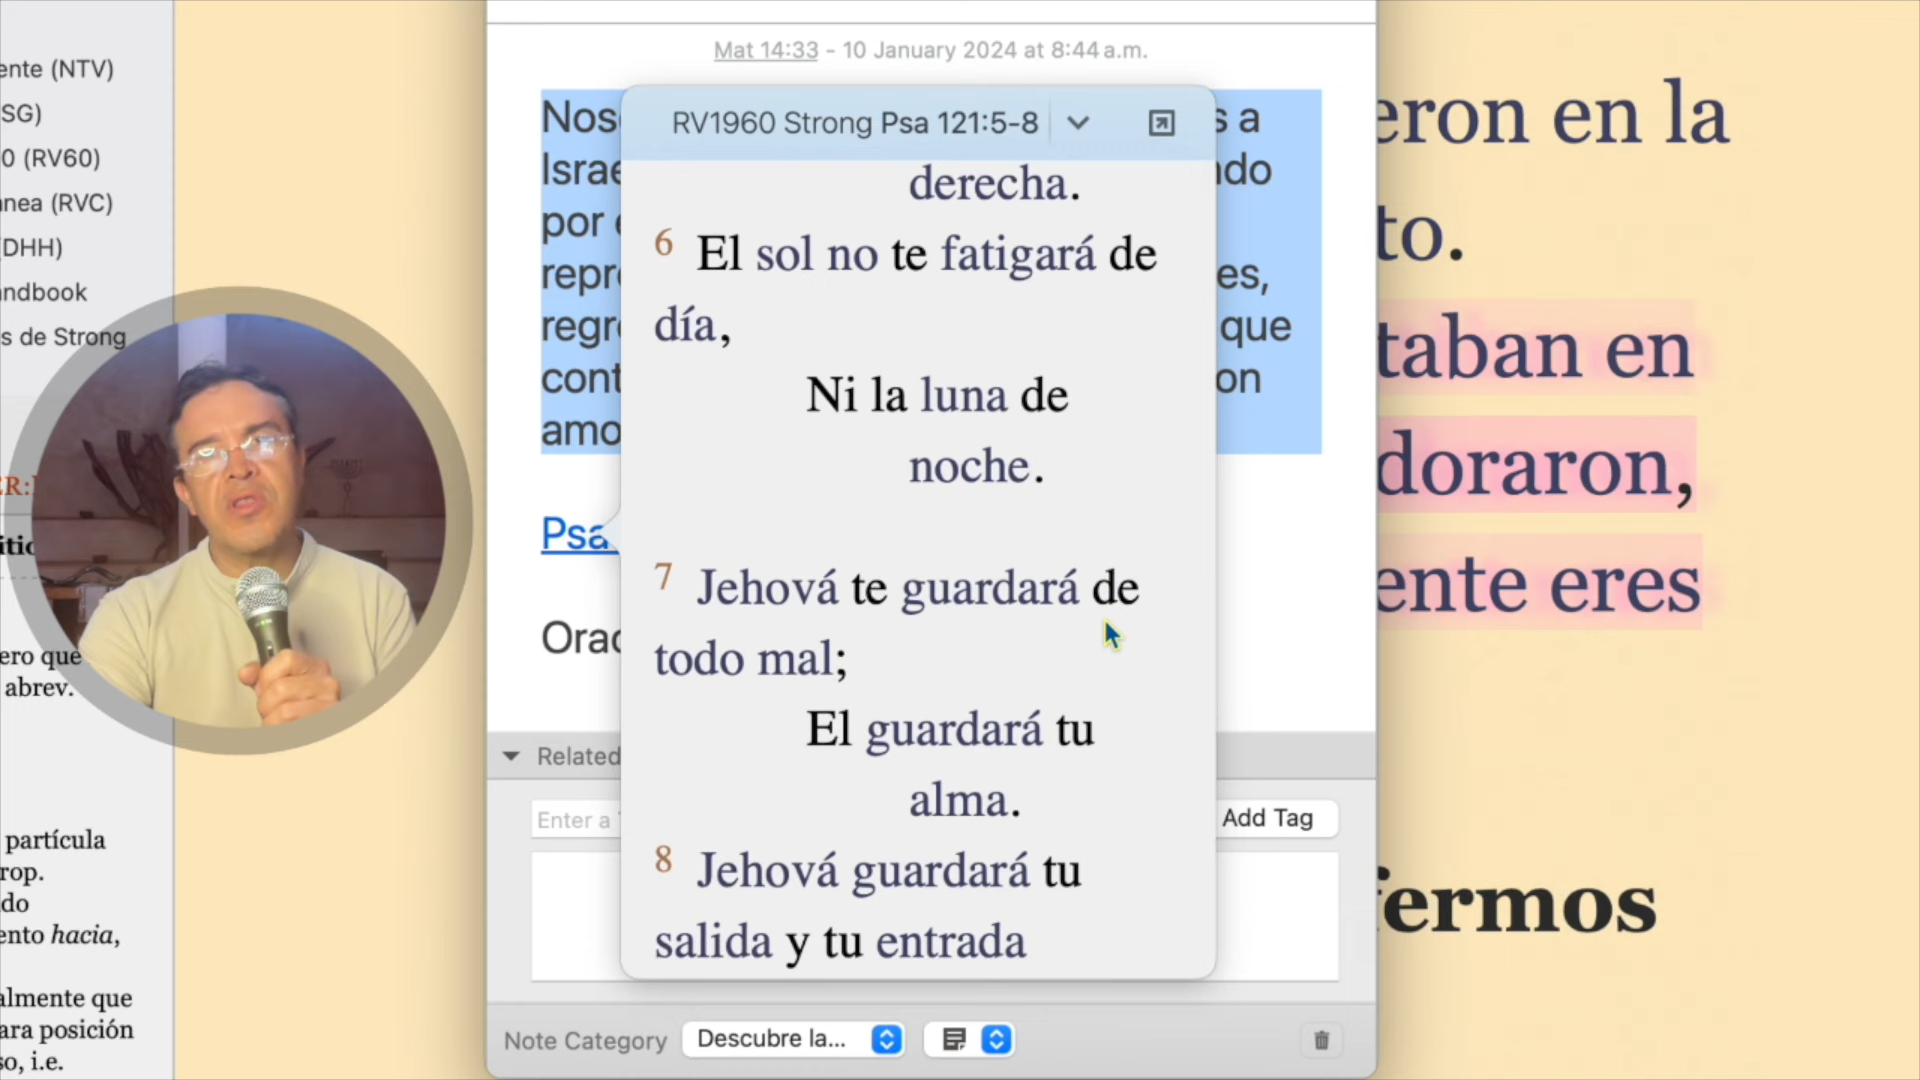 ente (NTV)
SG)
0 (RV60)
anea (RVC)
(DHH)
andbook
s de Strong
ER:
itic
ero que
abrev.
partícula
rop.
do
ento hacia,
almente que
ara posición
so, i.e.
Mat 14:33 - 10 January 2024 at 8:44 a.m.
Nos s a
Israe ndo
por
repr es,
regr que
cont on
amo
Psa
Orac
RV1960 Strong Psa 121:5-8
derecha.
6 El sol no te fatigará de
día,
Ni la luna de
noche.
7 Jehová te guardará de
todo mal;
El guardará tu
alma.
8 Jehová guardará tu
salida y tu entrada
Related
Enter a
Add Tag
Note Category Descubre la...
eron en la
to.
taban en
doraron,
ente eres
fermos